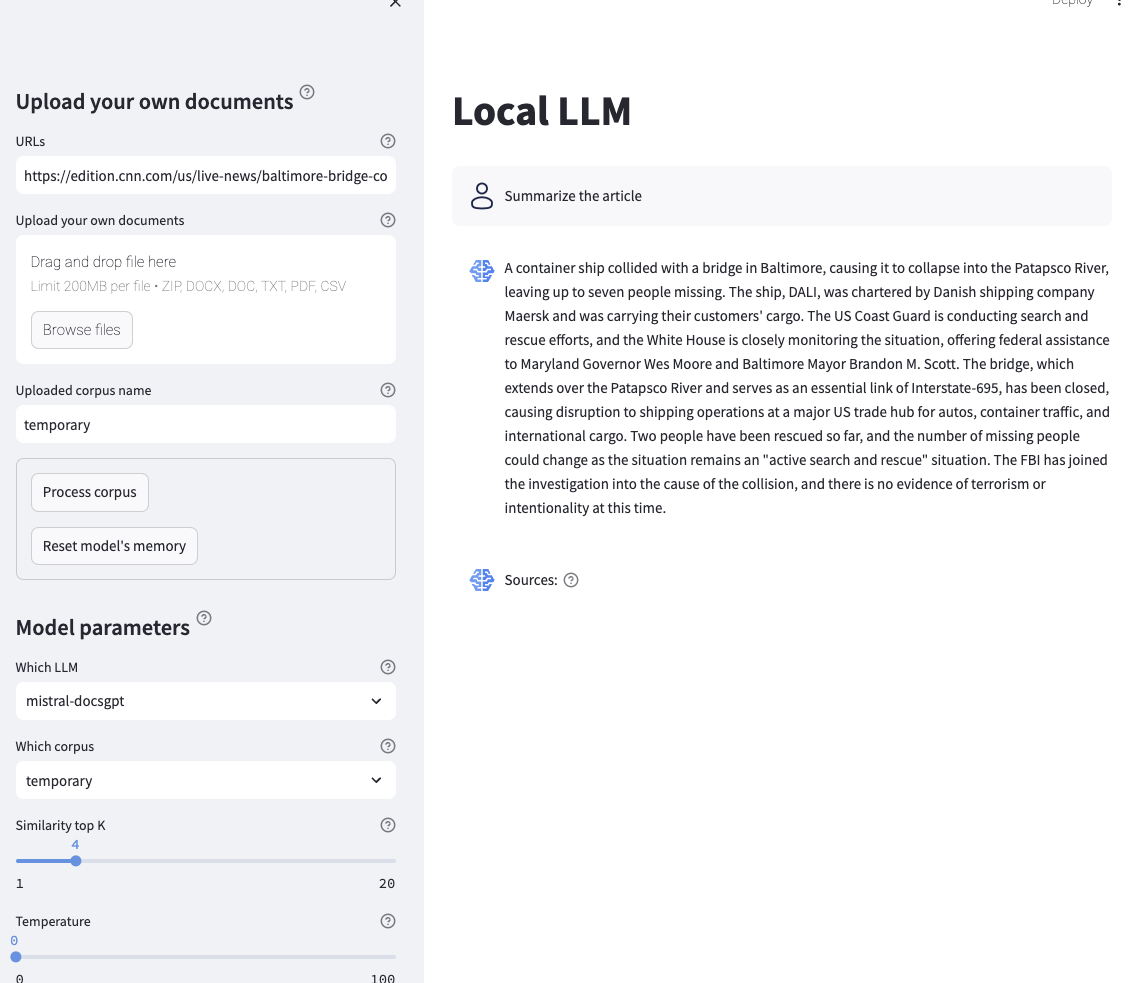 Deploy
Upload your own documents
URLs
https://edition.cnn.com/us/live-news/baltimore-bridge-co
Upload your own documents
Drag and drop file here
Limit 200MB per file • ZIP, DOCX, DOC, TXT, PDF, CSV
Browse files
Uploaded corpus name
temporary
Process corpus
Reset model's memory
Model parameters
Which LLM
mistral-docsgpt
Which corpus
temporary
Similarity top K
4
1 20
Temperature
0
0 100
Local LLM
Summarize the article
A container ship collided with a bridge in Baltimore, causing it to collapse into the Patapsco River,
leaving up to seven people missing. The ship, DALI, was chartered by Danish shipping company
Maersk and was carrying their customers' cargo. The US Coast Guard is conducting search and
rescue efforts, and the White House is closely monitoring the situation, offering federal assistance
to Maryland Governor Wes Moore and Baltimore Mayor Brandon M. Scott. The bridge, which
extends over the Patapsco River and serves as an essential link of Interstate-695, has been closed,
causing disruption to shipping operations at a major US trade hub for autos, container traffic, and
international cargo. Two people have been rescued so far, and the number of missing people
could change as the situation remains an "active search and rescue" situation. The FBI has joined
the investigation into the cause of the collision, and there is no evidence of terrorism or
intentionality at this time.
Sources: